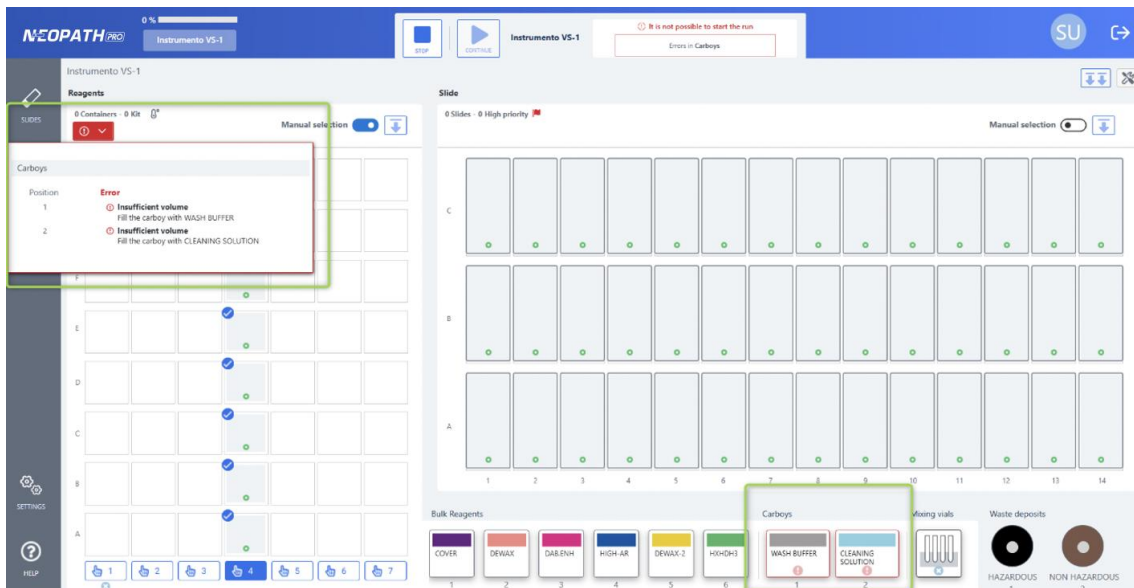 NEOPATH PRO
0 %
Instrumento VS-1
STOP
CONTINUE
Instrumento VS-1
It is not possible to start the run
Errors in Carboys
SU
Instrumento VS-1
SLIDES
Reagents
0 Containers - 0 Kit
Manual selection
Carboys
Position Error
1 Insufficient volume
Fill the carboy with WASH BUFFER
2 Insufficient volume
Fill the carboy with CLEANING SOLUTION
F
E
D
C
B
A
1 2 3 4 5 6 7
SETTINGS
HELP
Slide
0 Slides - 0 High priority
Manual selection
C
B
A
1 2 3 4 5 6 7 8 9 10 11 12 13 14
Bulk Reagents
COVER DEWAX DAB.ENH HIGH-AR DEWAX-2 HXHDH3
1 2 3 4 5 6
Carboys
WASH BUFFER
CLEANING
SOLUTION
1 2
Mixing vials
Waste deposits
HAZARDOUS NON HAZARDOUS